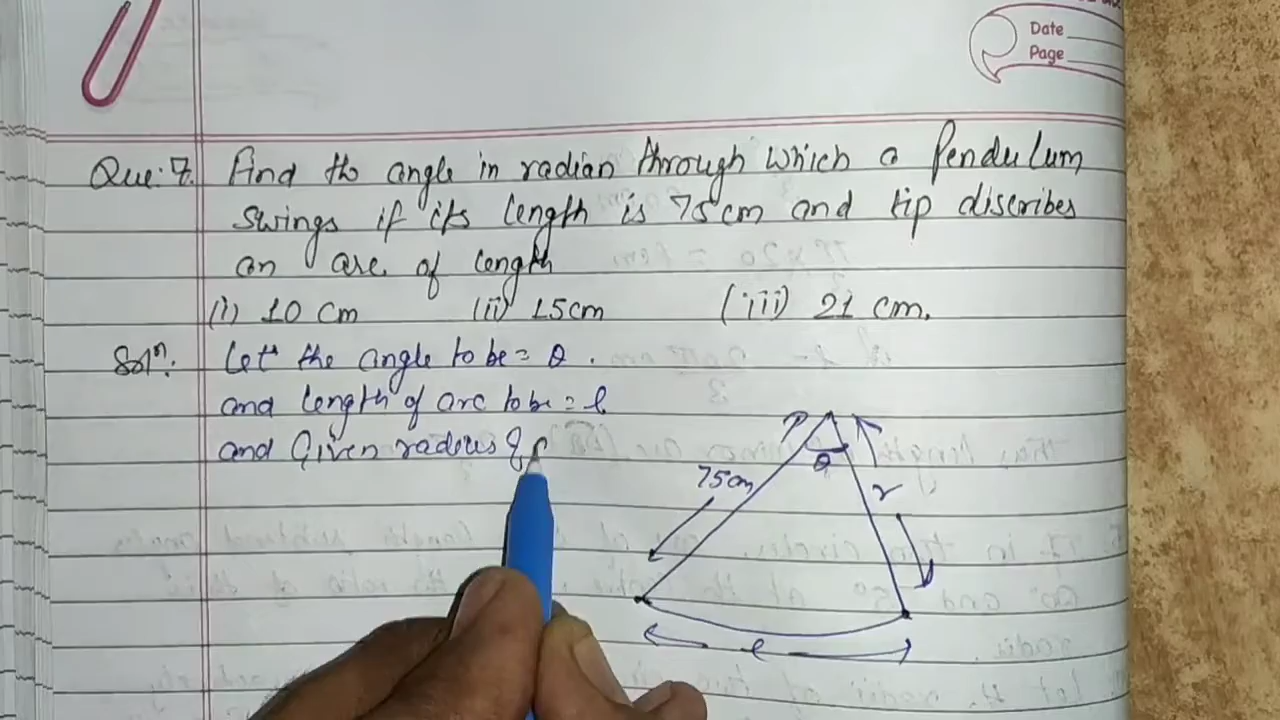 Date
Page
Que:7. Find the angle in radian through which a Pendulum
swings if its length is 75cm and tip discribes
an arc of length
(i) 10 cm (ii) 15cm (iii) 21 cm.
Solⁿ: Let the angle to be = θ .
and length of arc to be = l
and Given radius
75cm
θ
r
l